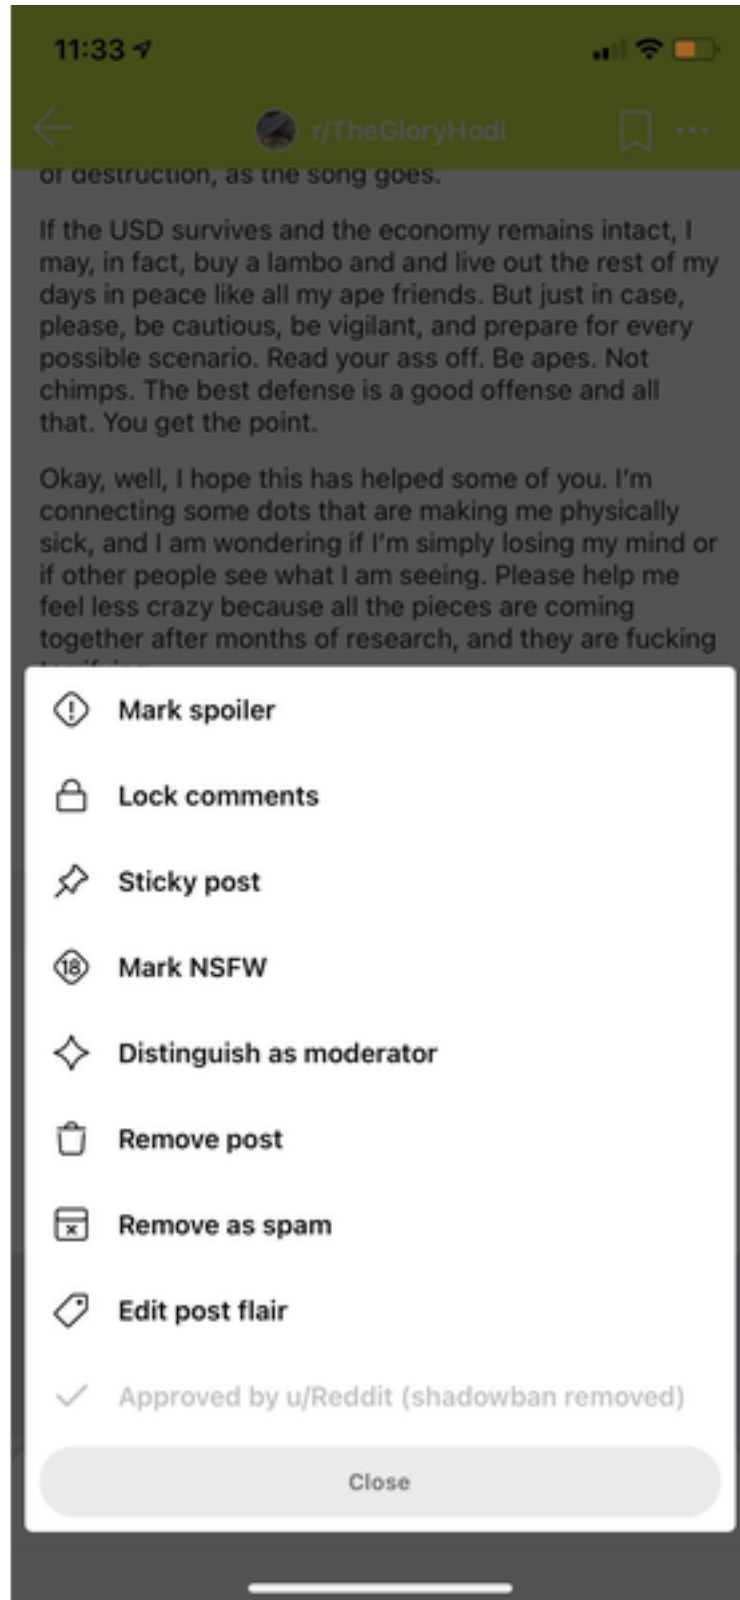 11:33
r/TheGloryHodl
of destruction, as the song goes.
If the USD survives and the economy remains intact, I
may, in fact, buy a lambo and and live out the rest of my
days in peace like all my ape friends. But just in case,
please, be cautious, be vigilant, and prepare for every
possible scenario. Read your ass off. Be apes. Not
chimps. The best defense is a good offense and all
that. You get the point.
Okay, well, I hope this has helped some of you. I'm
connecting some dots that are making me physically
sick, and I am wondering if I'm simply losing my mind or
if other people see what I am seeing. Please help me
feel less crazy because all the pieces are coming
together after months of research, and they are fucking
Mark spoiler
Lock comments
Sticky post
18 Mark NSFW
Distinguish as moderator
Remove post
Remove as spam
Edit post flair
Approved by u/Reddit (shadowban removed)
Close